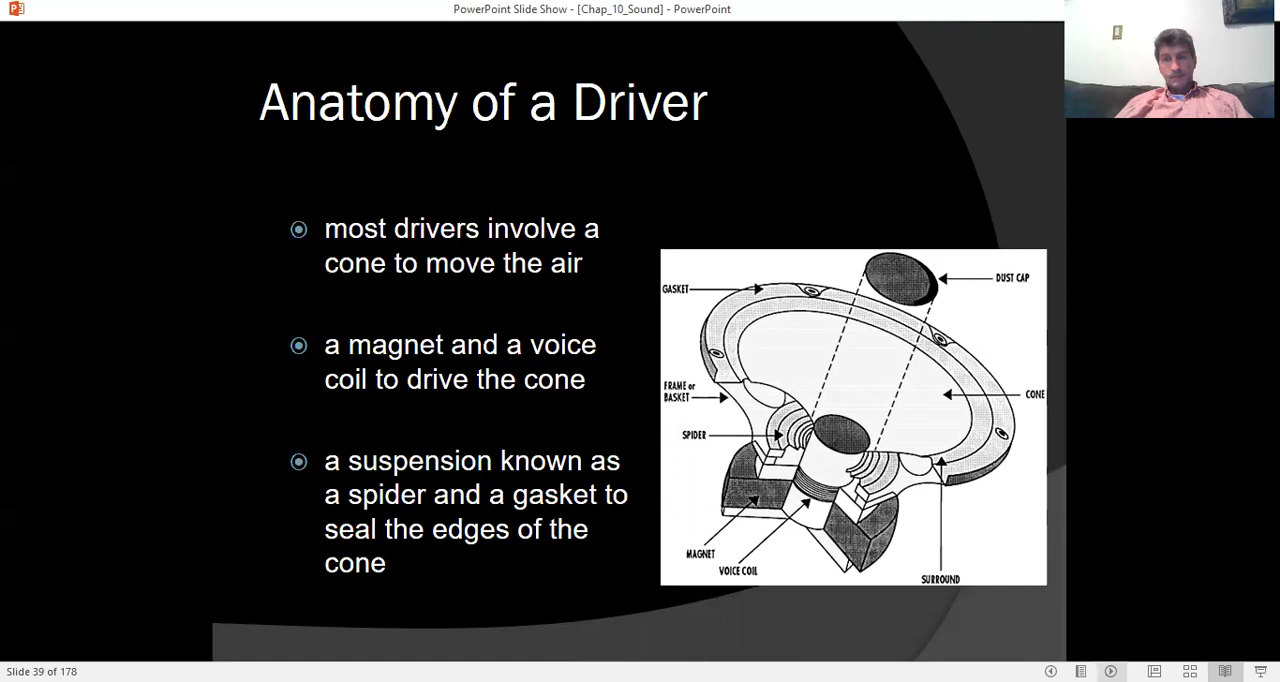 PowerPoint Slide Show - [Chap_10_Sound] - PowerPoint
Anatomy of a Driver
most drivers involve a
cone to move the air
a magnet and a voice
coil to drive the cone
a suspension known as
a spider and a gasket to
seal the edges of the
cone
DUST CAP
GASKET
FRAME or
BASKET
CONE
SPIDER
MAGNET
VOICE COIL
SURROUND
Slide 39 of 178